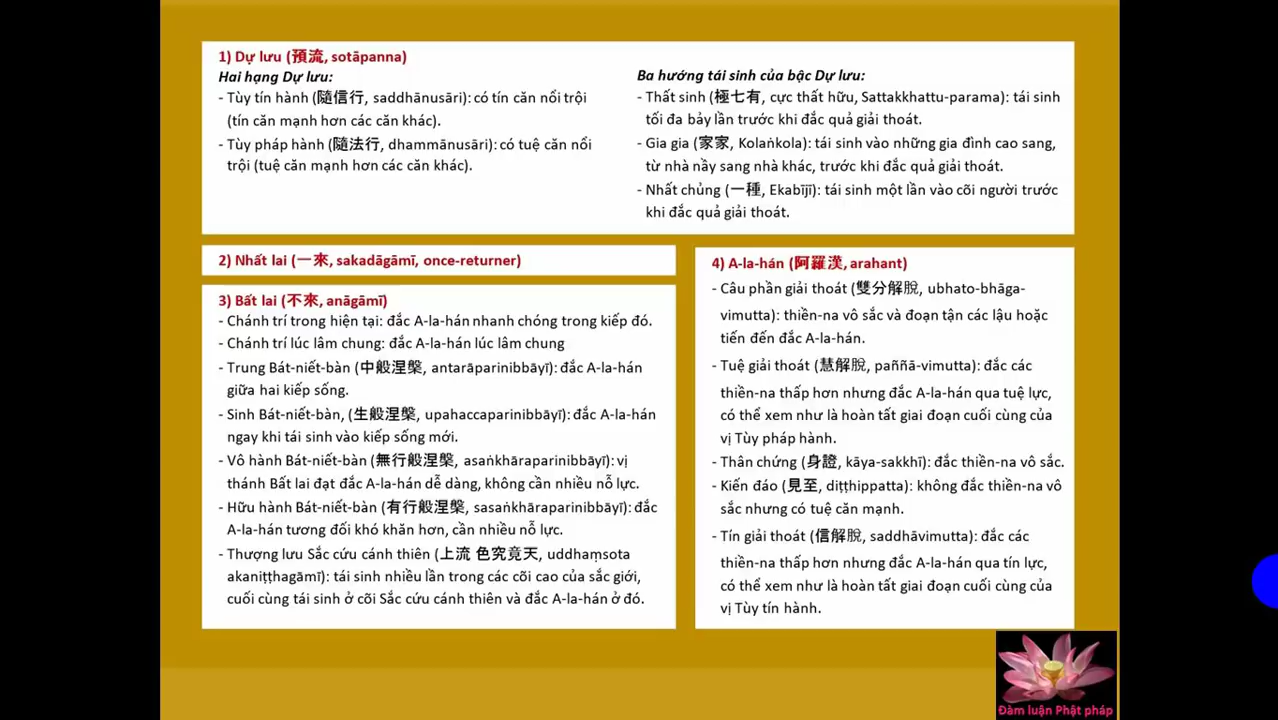 1) Dự lưu (預流, sotāpanna)
Hai hạng Dự lưu:
- Tùy tín hành (隨信行, saddhānusāri): có tín căn nổi trội
(tín căn mạnh hơn các căn khác).
- Tùy pháp hành (隨法行, dhammānusāri): có tuệ căn nổi
trội (tuệ căn mạnh hơn các căn khác).
Ba hướng tái sinh của bậc Dự lưu:
- Thất sinh (極七有, cực thất hữu, Sattakkhattu-parama): tái sinh
tối đa bảy lần trước khi đắc quả giải thoát.
- Gia gia (家家, Kolaṅkola): tái sinh vào những gia đình cao sang,
từ nhà nầy sang nhà khác, trước khi đắc quả giải thoát.
- Nhất chủng (一種, Ekabījī): tái sinh một lần vào cõi người trước
khi đắc quả giải thoát.
2) Nhất lai (一來, sakadāgāmī, once-returner)
3) Bất lai (不來, anāgāmī)
- Chánh trí trong hiện tại: đắc A-la-hán nhanh chóng trong kiếp đó.
- Chánh trí lúc lâm chung: đắc A-la-hán lúc lâm chung
- Trung Bát-niết-bàn (中般涅槃, antarāparinibbāyī): đắc A-la-hán
giữa hai kiếp sống.
- Sinh Bát-niết-bàn, (生般涅槃, upahaccaparinibbāyī): đắc A-la-hán
ngay khi tái sinh vào kiếp sống mới.
- Vô hành Bát-niết-bàn (無行般涅槃, asaṅkhāraparinibbāyī): vị
thánh Bất lai đạt đắc A-la-hán dễ dàng, không cần nhiều nỗ lực.
- Hữu hành Bát-niết-bàn (有行般涅槃, sasaṅkhāraparinibbāyī): đắc
A-la-hán tương đối khó khăn hơn, cần nhiều nỗ lực.
- Thượng lưu Sắc cứu cánh thiên (上流 色究竟天, uddhaṃsota
akaniṭṭhagāmī): tái sinh nhiều lần trong các cõi cao của sắc giới,
cuối cùng tái sinh ở cõi Sắc cứu cánh thiên và đắc A-la-hán ở đó.
4) A-la-hán (阿羅漢, arahant)
- Câu phần giải thoát (雙分解脫, ubhato-bhāga-
vimutta): thiền-na vô sắc và đoạn tận các lậu hoặc
tiến đến đắc A-la-hán.
- Tuệ giải thoát (慧解脫, paññā-vimutta): đắc các
thiền-na thấp hơn nhưng đắc A-la-hán qua tuệ lực,
có thể xem như là hoàn tất giai đoạn cuối cùng của
vị Tùy pháp hành.
- Thân chứng (身證, kāya-sakkhī): đắc thiền-na vô sắc.
- Kiến đáo (見至, diṭṭhippatta): không đắc thiền-na vô
sắc nhưng có tuệ căn mạnh.
- Tín giải thoát (信解脫, saddhāvimutta): đắc các
thiền-na thấp hơn nhưng đắc A-la-hán qua tín lực,
có thể xem như là hoàn tất giai đoạn cuối cùng của
vị Tùy tín hành.
Đàm luận Phật pháp